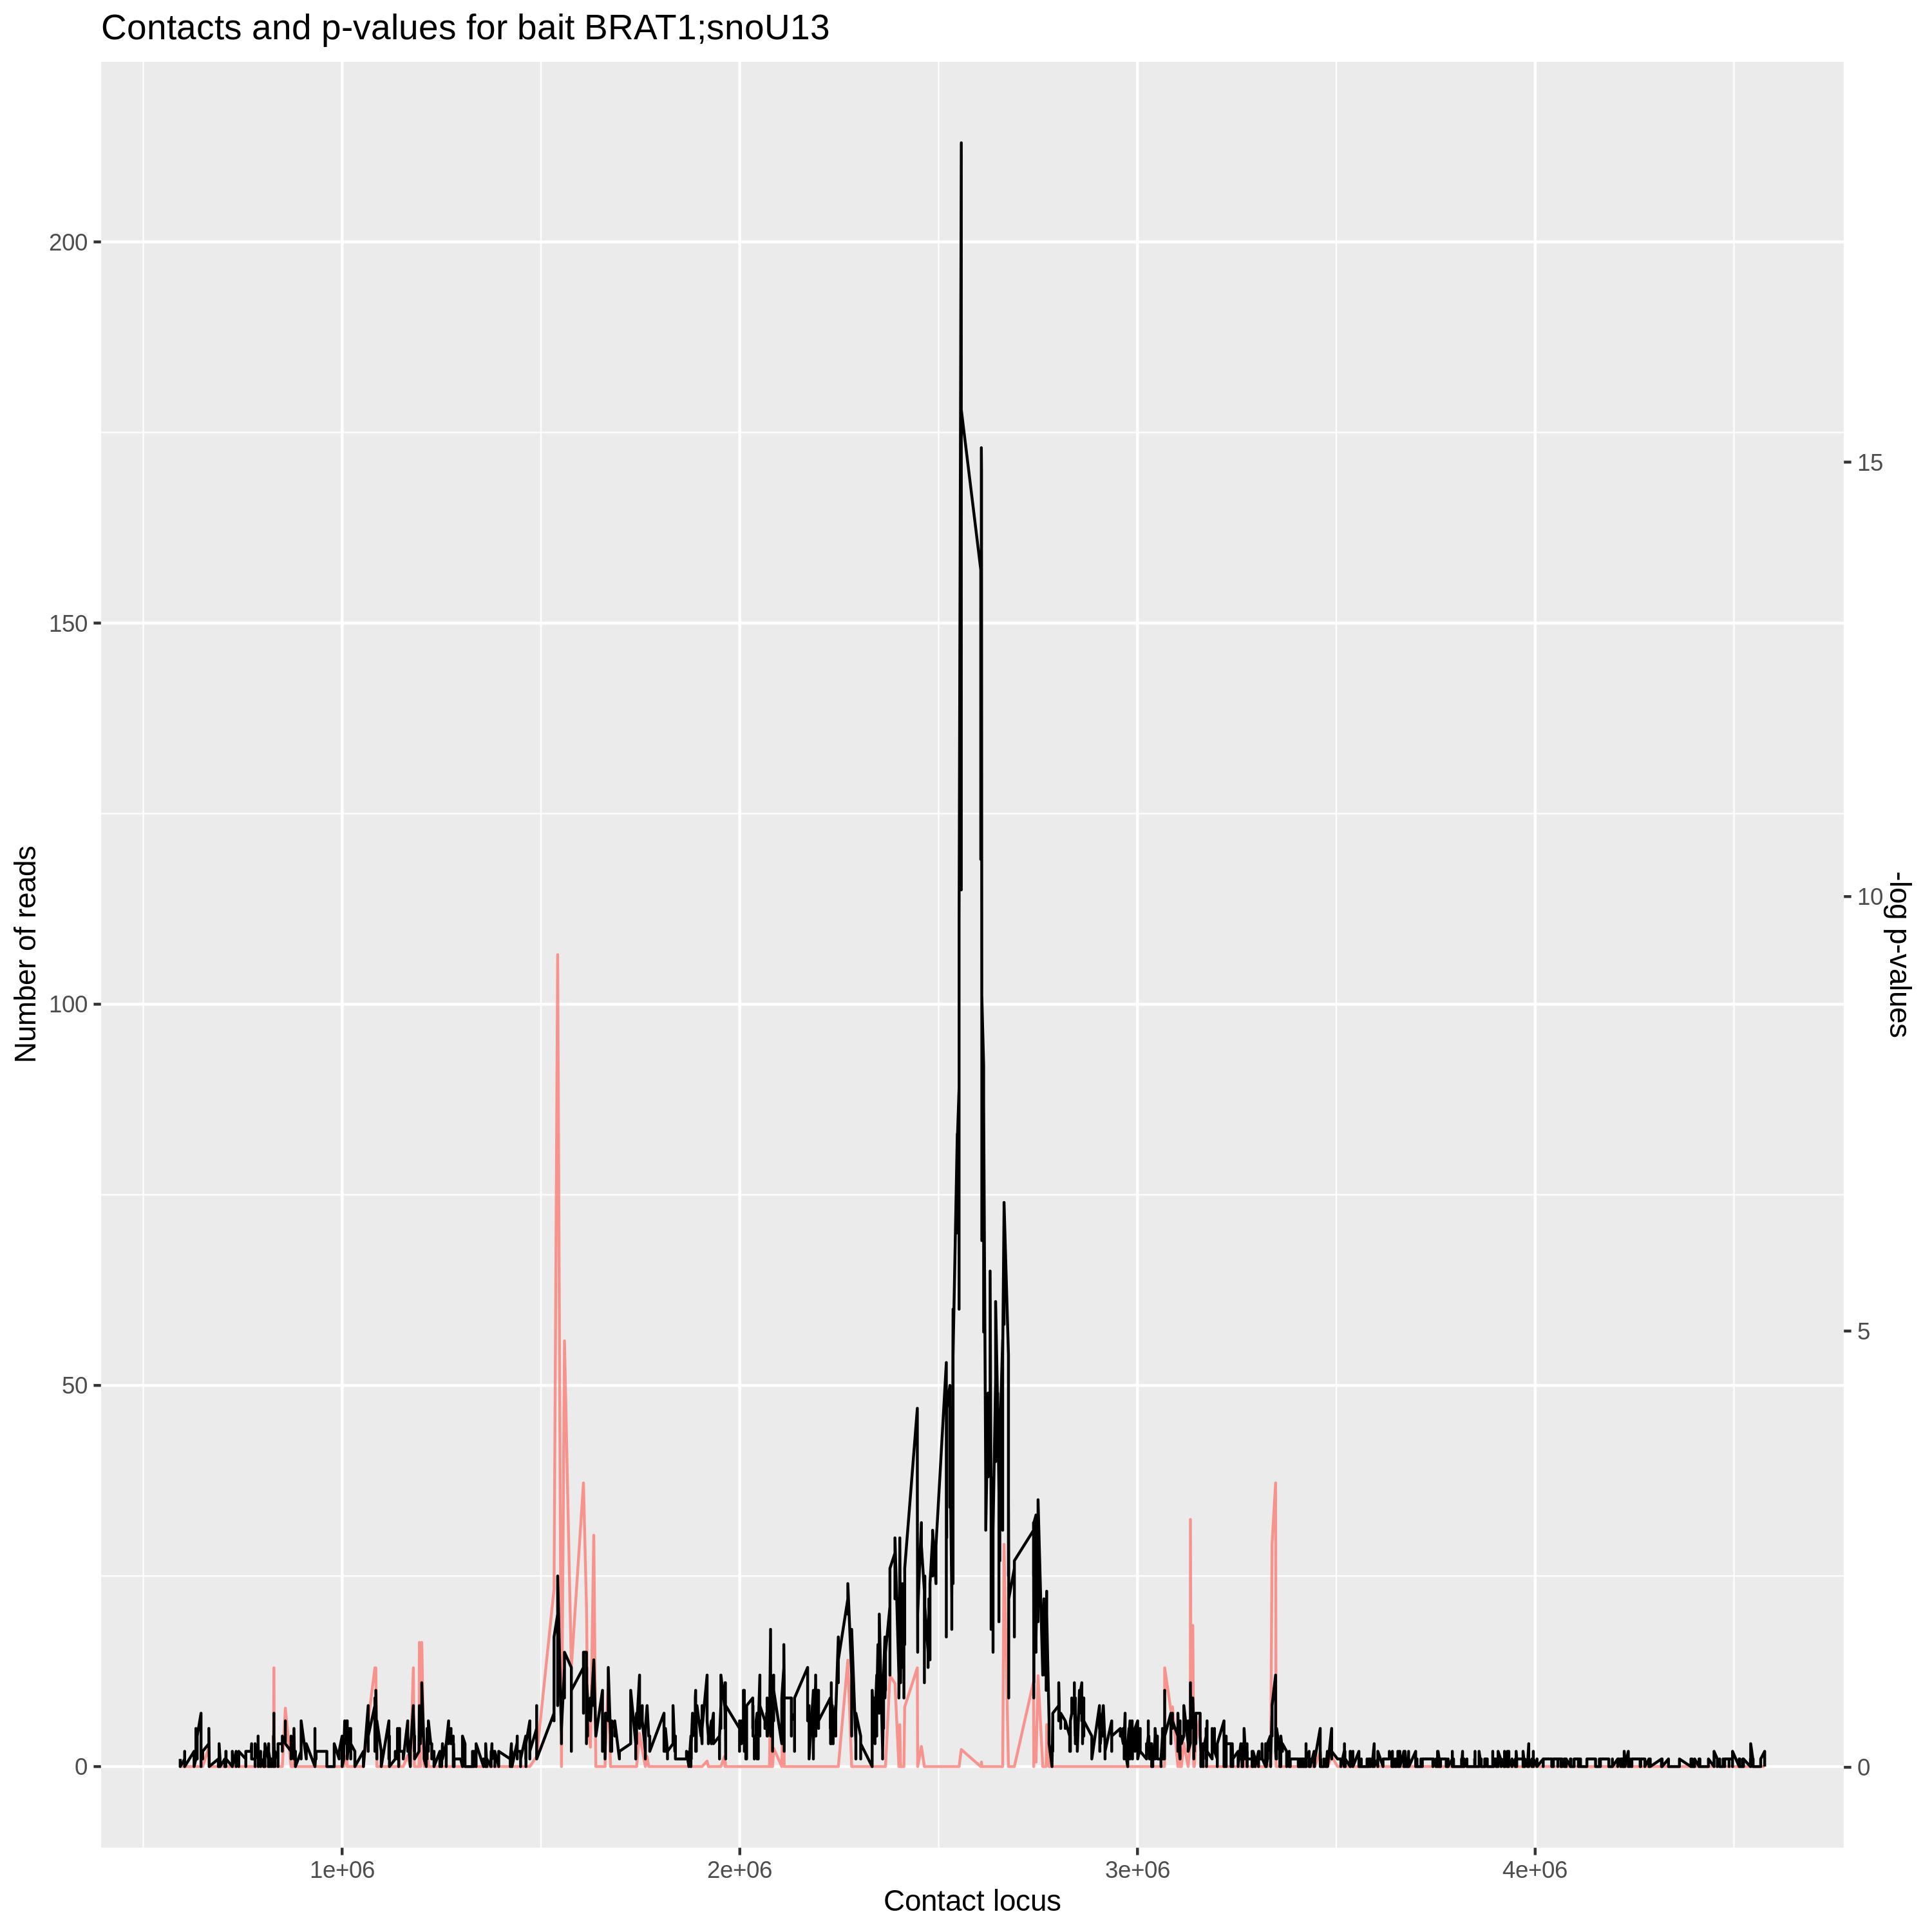 Contacts and p-values for bait BRAT1;snoU13
200
150
100
50
0
Number of reads
15
10
5
0
-log p-values
1e+06 2e+06 3e+06 4e+06
Contact locus